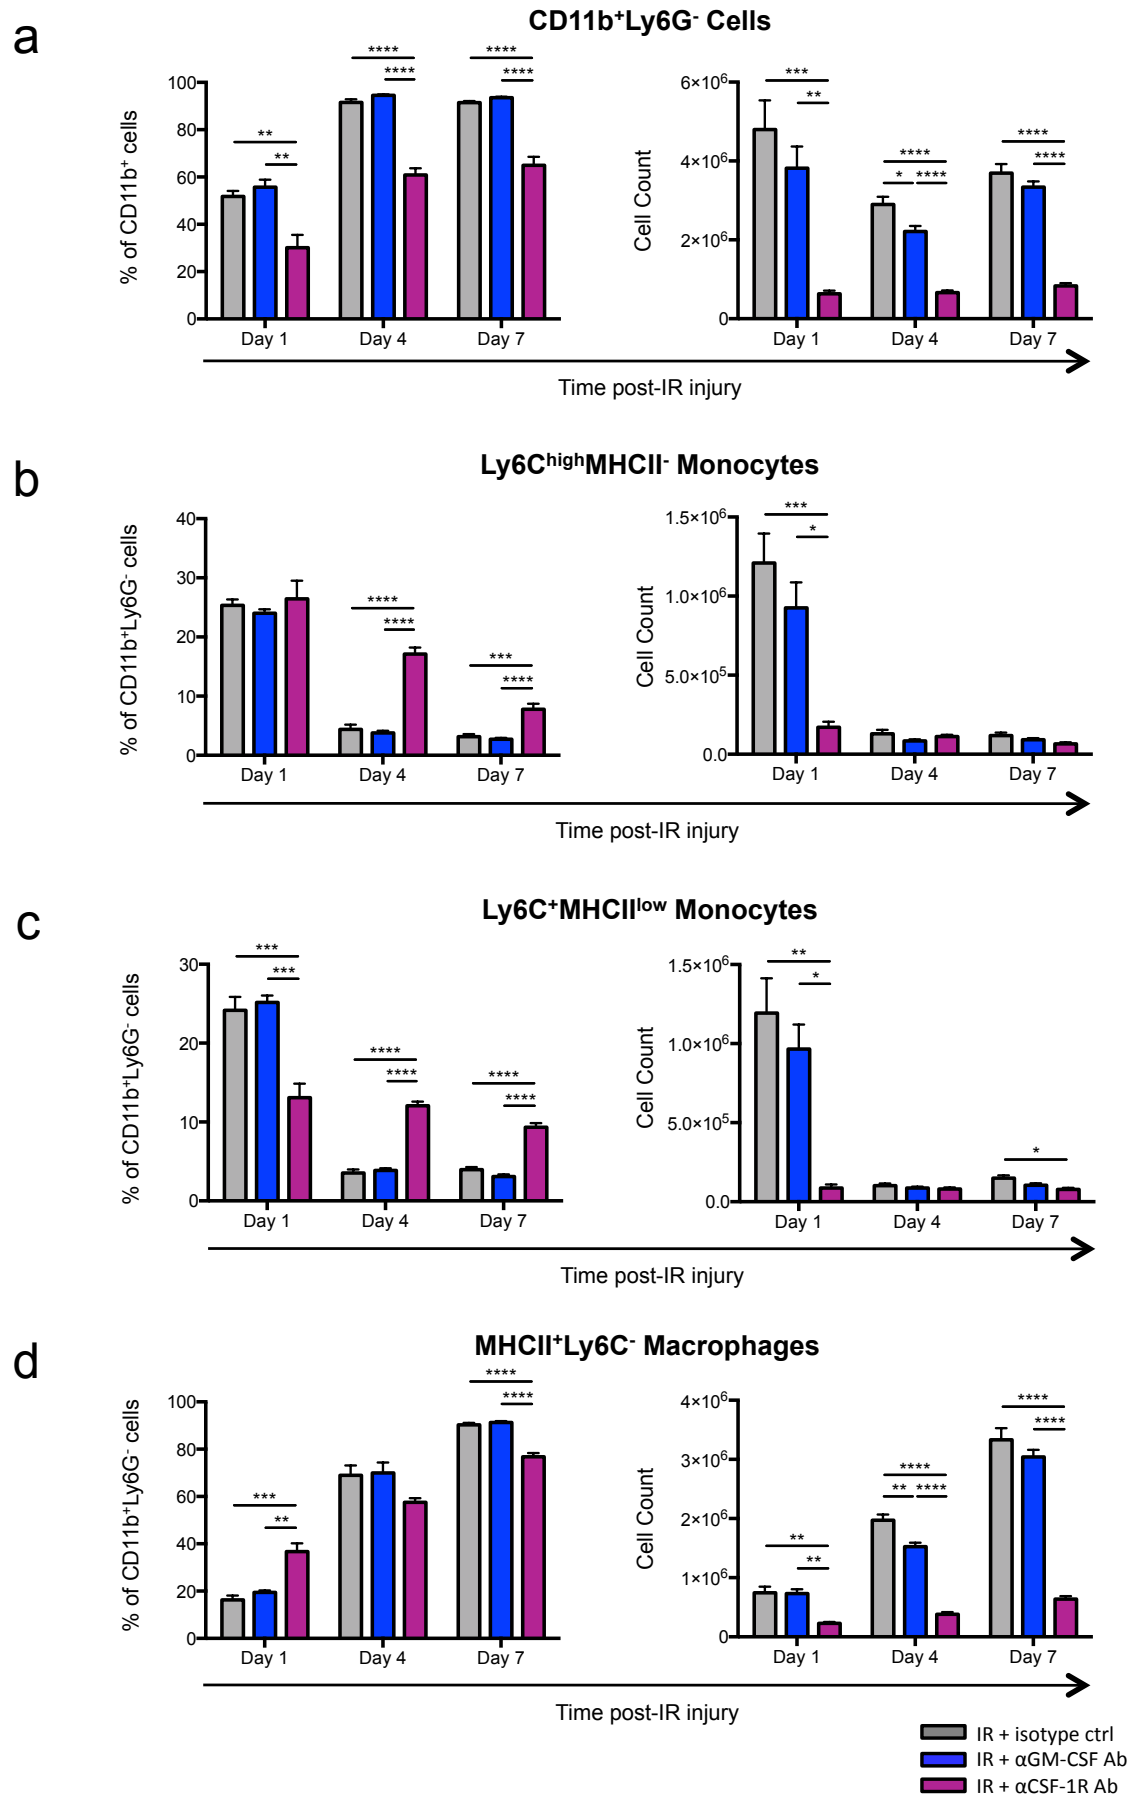 a
CD11b⁺Ly6G⁻ Cells
% of CD11b⁺ cells
100
80
60
40
20
0
** ** **** **** **** ****
Day 1 Day 4 Day 7
Cell Count
6×10⁶
4×10⁶
2×10⁶
0
*** ** **** * **** **** ****
Day 1 Day 4 Day 7
Time post-IR injury
b
Ly6CʰⁱᵍʰMHCII⁻ Monocytes
% of CD11b⁺Ly6G⁻ cells
40
30
20
10
0
**** **** *** ****
Day 1 Day 4 Day 7
Cell Count
1.5×10⁶
1.0×10⁶
5.0×10⁵
0.0
*** *
Day 1 Day 4 Day 7
Time post-IR injury
c
Ly6C⁺MHCIIˡᵒʷ Monocytes
% of CD11b⁺Ly6G⁻ cells
30
20
10
0
*** *** **** **** **** ****
Day 1 Day 4 Day 7
Cell Count
1.5×10⁶
1.0×10⁶
5.0×10⁵
0.0
** * *
Day 1 Day 4 Day 7
Time post-IR injury
d
MHCII⁺Ly6C⁻ Macrophages
% of CD11b⁺Ly6G⁻ cells
100
80
60
40
20
0
*** ** **** ****
Day 1 Day 4 Day 7
Cell Count
4×10⁶
3×10⁶
2×10⁶
1×10⁶
0
** ** **** ** **** **** ****
Day 1 Day 4 Day 7
Time post-IR injury
IR + isotype ctrl
IR + αGM-CSF Ab
IR + αCSF-1R Ab